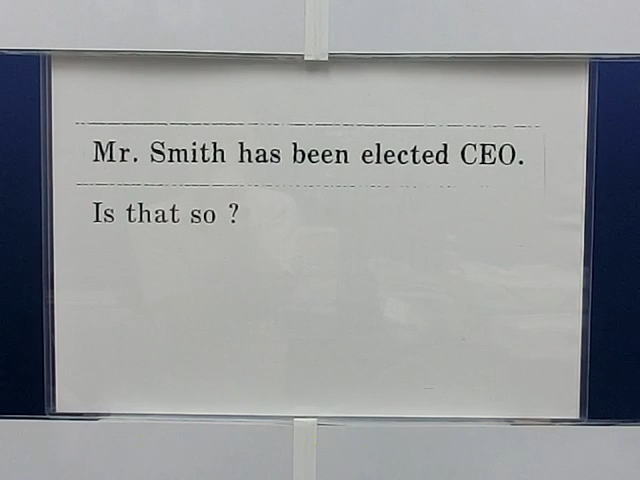 Mr. Smith has been elected CEO.
Is that so ?